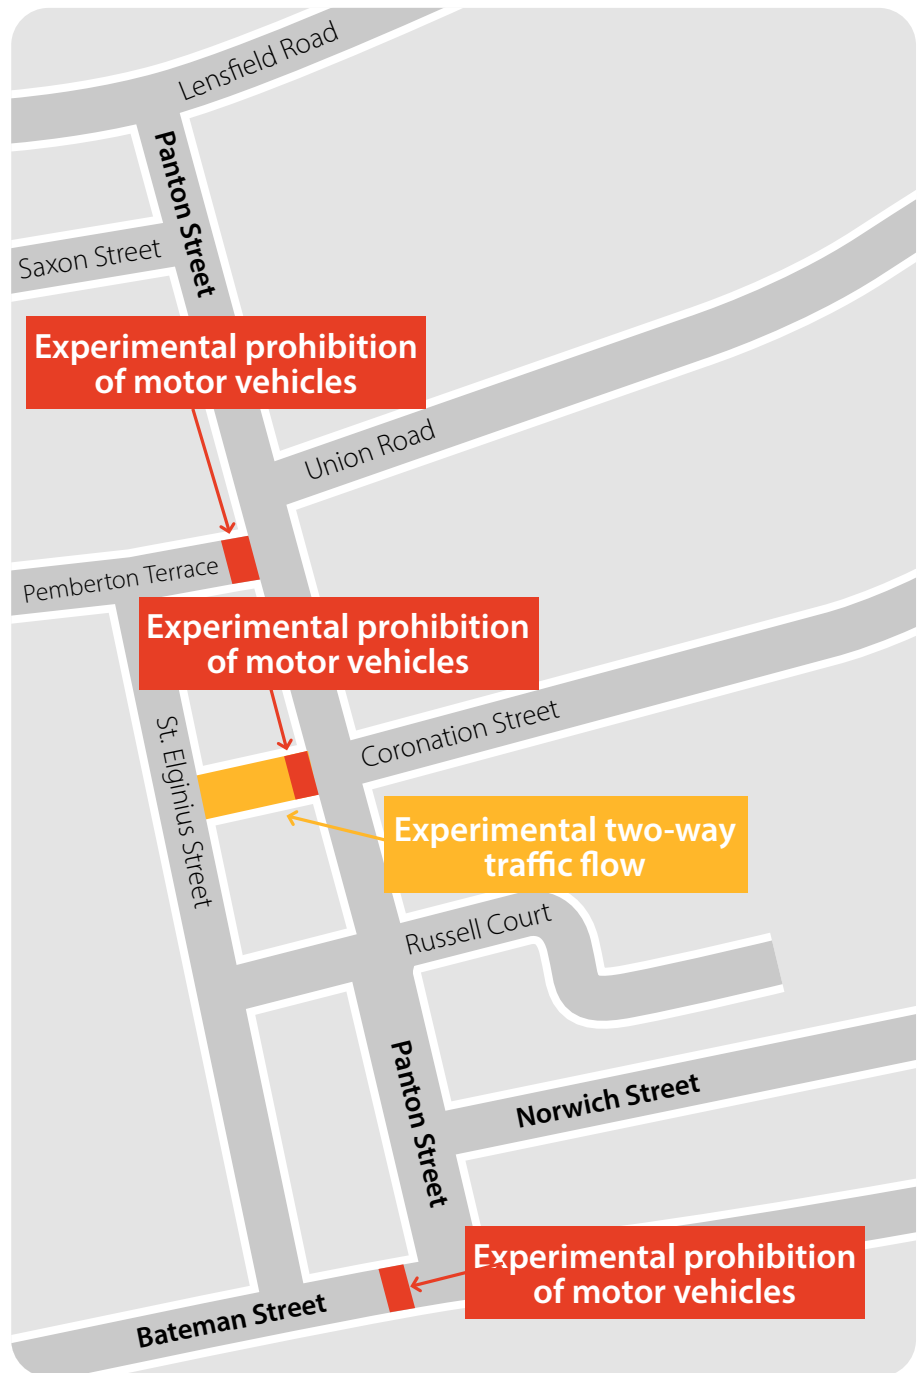 Lensfield Road
Panton Street
Saxon Street
Experimental prohibition
of motor vehicles
Union Road
Pemberton Terrace
Experimental prohibition
of motor vehicles
St. Elginius Street
Coronation Street
Experimental two-way
traffic flow
Russell Court
Panton Street
Norwich Street
Experimental prohibition
of motor vehicles
Bateman Street